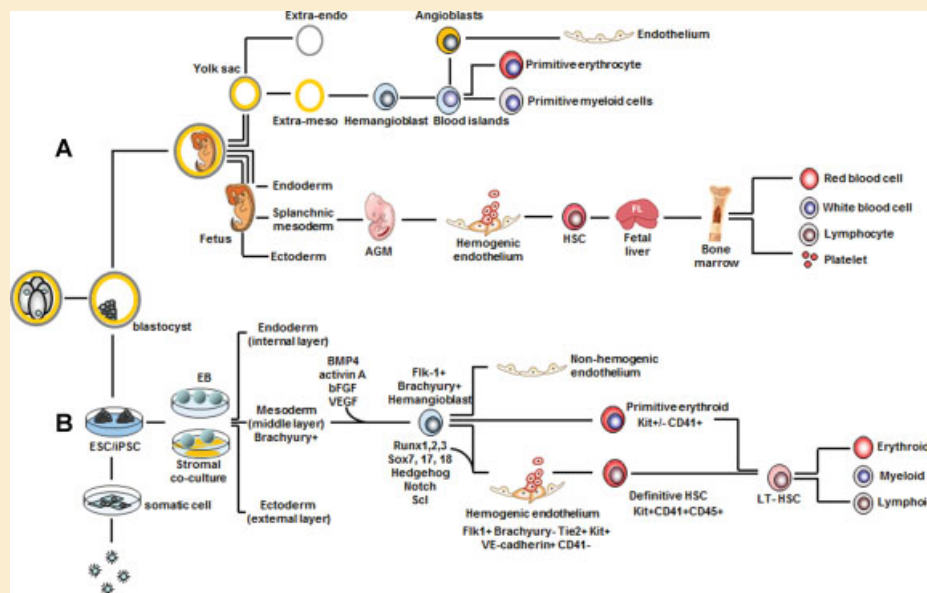 Extra-endo
Angioblasts
Endothelium
Yolk sac
Primitive erythrocyte
Primitive myeloid cells
Extra-meso
Hemangioblast
Blood islands
A
Endoderm
Splanchnic
mesoderm
Ectoderm
Fetus
AGM
Hemogenic
endothelium
HSC
FL
Fetal
liver
Bone
marrow
Red blood cell
White blood cell
Lymphocyte
Platelet
blastocyst
B
ESC/iPSC
somatic cell
EB
Stromal
co-culture
Endoderm
(internal layer)
Mesoderm
(middle layer)
Brachyury+
Ectoderm
(external layer)
BMP4
activin A
bFGF
VEGF
Flk-1+
Brachyury+
Hemangioblast
Runx1,2,3
Sox7, 17, 18
Hedgehog
Notch
Scl
Non-hemogenic
endothelium
Primitive erythroid
Kit+/- CD41+
Hemogenic endothelium
Flk1+ Brachyury- Tie2+ Kit+
VE-cadherin+ CD41-
Definitive HSC
Kit+CD41+CD45+
LT- HSC
Erythroid
Myeloid
Lymphoid